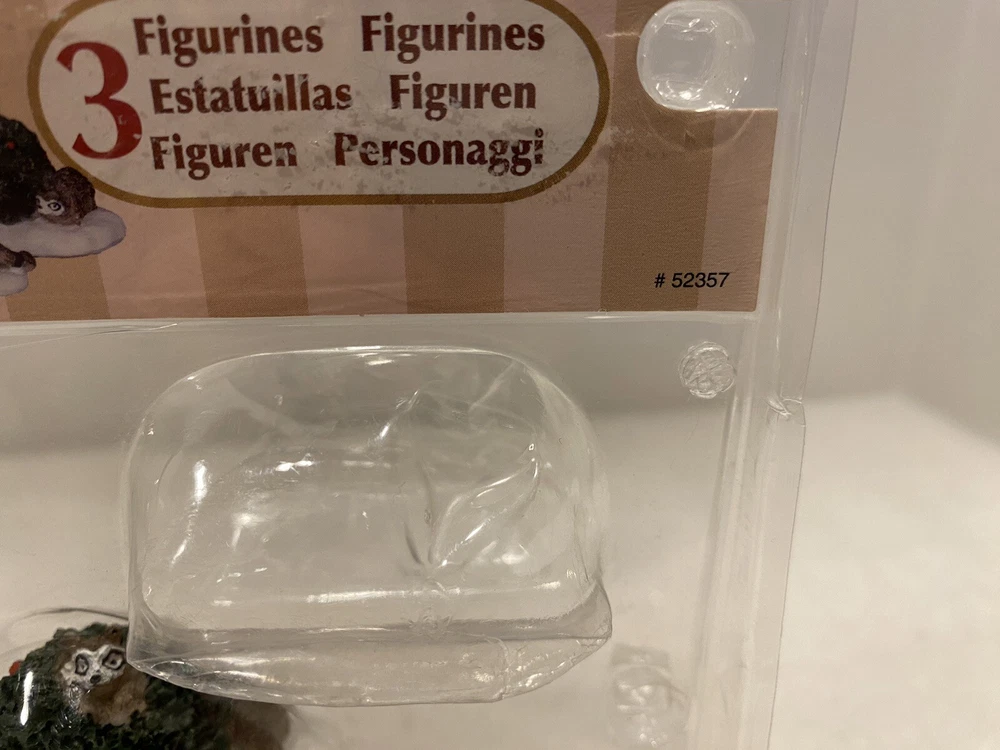 3
Figurines Figurines
Estatuillas Figuren
Figuren Personaggi
# 52357